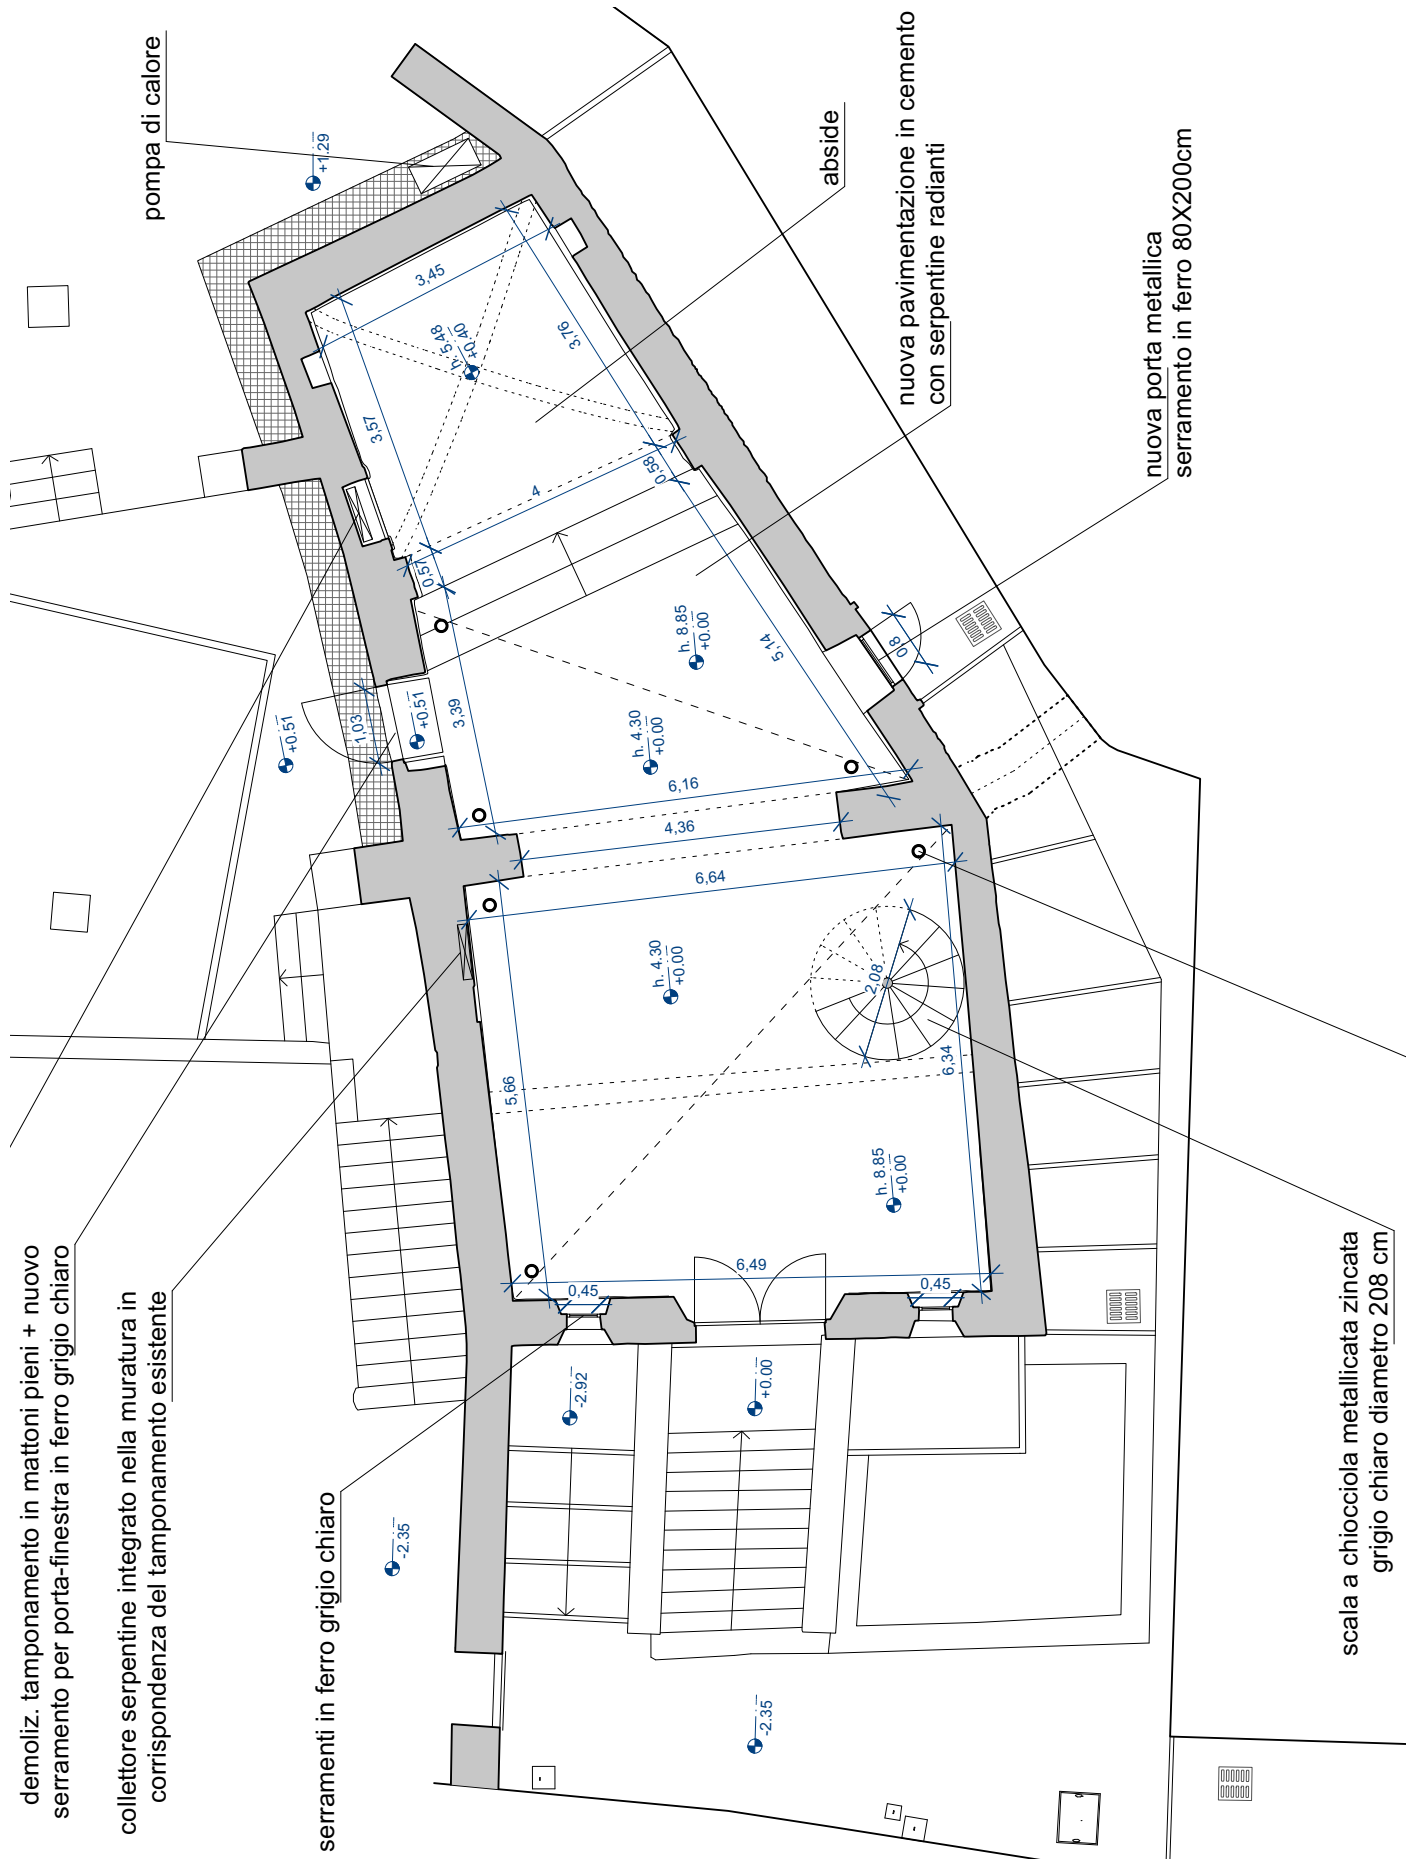 demoliz. tamponamento in mattoni pieni + nuovo
serramento per porta-finestra in ferro grigio chiaro
collettore serpentine integrato nella muratura in
corrispondenza del tamponamento esistente
serramenti in ferro grigio chiaro
pompa di calore
abside
nuova pavimentazione in cemento
con serpentine radianti
nuova porta metallica
serramento in ferro 80X200cm
scala a chiocciola metallicata zincata
grigio chiaro diametro 208 cm
+1.29
3,45
h. 5.48
+0.40
3,76
3,57
4
0,58
0,57
h. 8.85
+0.00
5,14
0,8
+0.51
1,03
+0.51
3,39
h. 4.30
+0.00
6,16
4,36
6,64
h. 4.30
+0.00
2,08
5,66
6,34
h. 8.85
+0.00
6,49
0,45
0,45
-2.92
+0.00
-2.35
-2.35